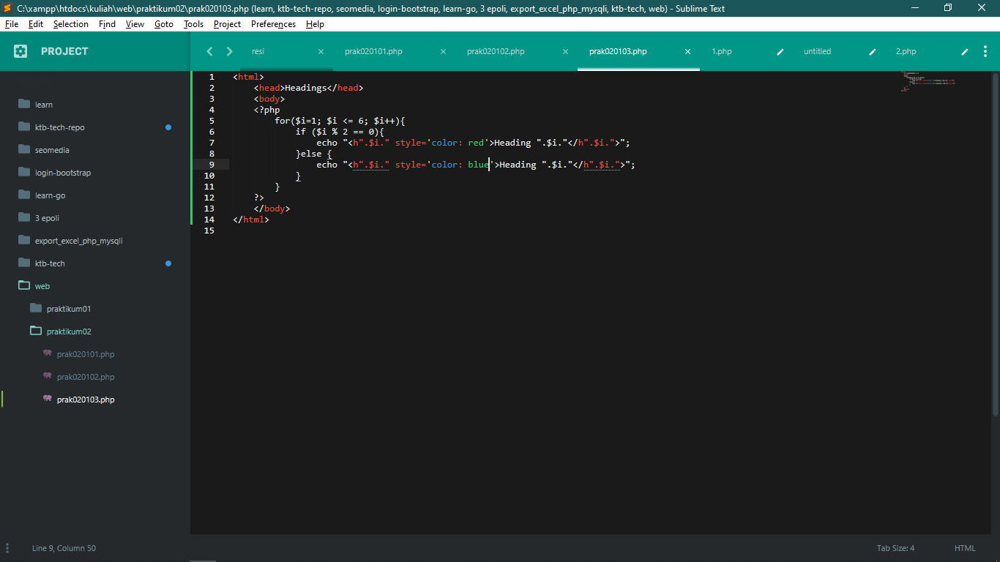 C:\xampp\htdocs\kuliah\web\praktikum02\prak020103.php (learn, ktb-tech-repo, seomedia, login-bootstrap, learn-go, 3 epoli, export_excel_php_mysqli, ktb-tech, web) - Sublime Text
File Edit Selection Find View Goto Tools Project Preferences Help
PROJECT
resi prak020101.php prak020102.php prak020103.php 1.php untitled 2.php
learn
ktb-tech-repo
seomedia
login-bootstrap
learn-go
3 epoli
export_excel_php_mysqli
ktb-tech
web
praktikum01
praktikum02
prak020101.php
prak020102.php
prak020103.php
1 <html>
2     <head>Headings</head>
3     <body>
4     <?php
5         for($i=1; $i <= 6; $i++){
6             if ($i % 2 == 0){
7                 echo "<h".$i." style='color: red'>Heading ".$i."</h".$i.">";
8             }else {
9                 echo "<h".$i." style='color: blue'>Heading ".$i."</h".$i.">";
10             }
11         }
12     ?>
13     </body>
14 </html>
15
Line 9, Column 50 Tab Size: 4 HTML